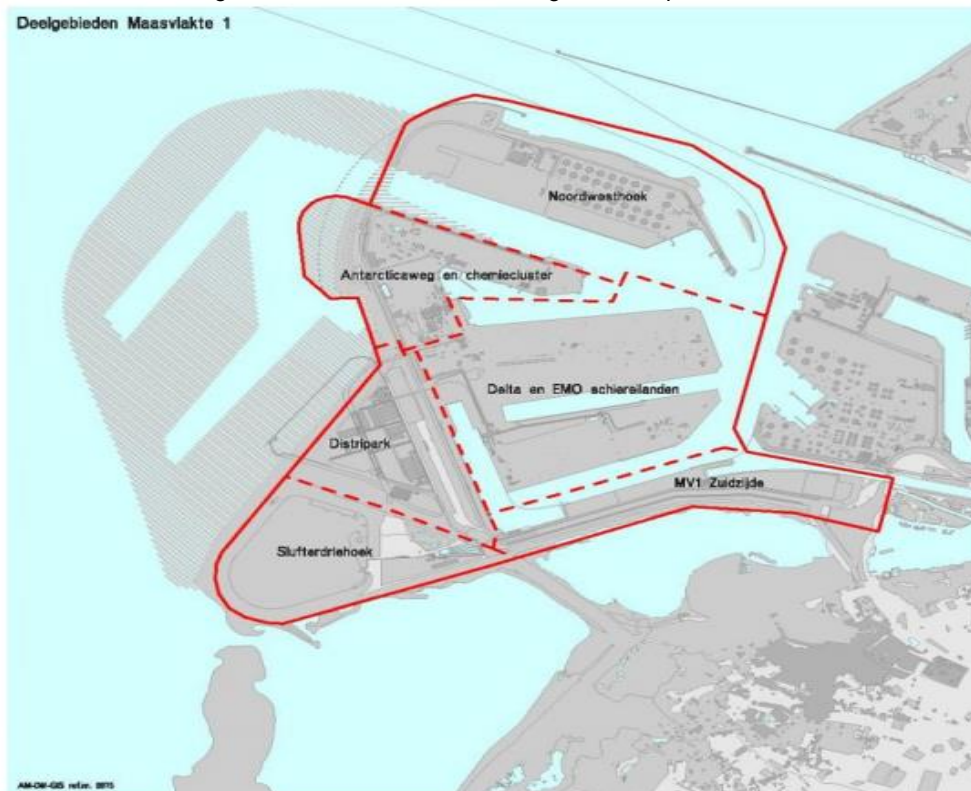 Deelgebieden Maasvlakte 1
Noordwesthoek
Antarcticaweg en chemiecluster
Delta en EMO schiereilanden
Distripark
MV1 Zuidzijde
Slufterdriehoek